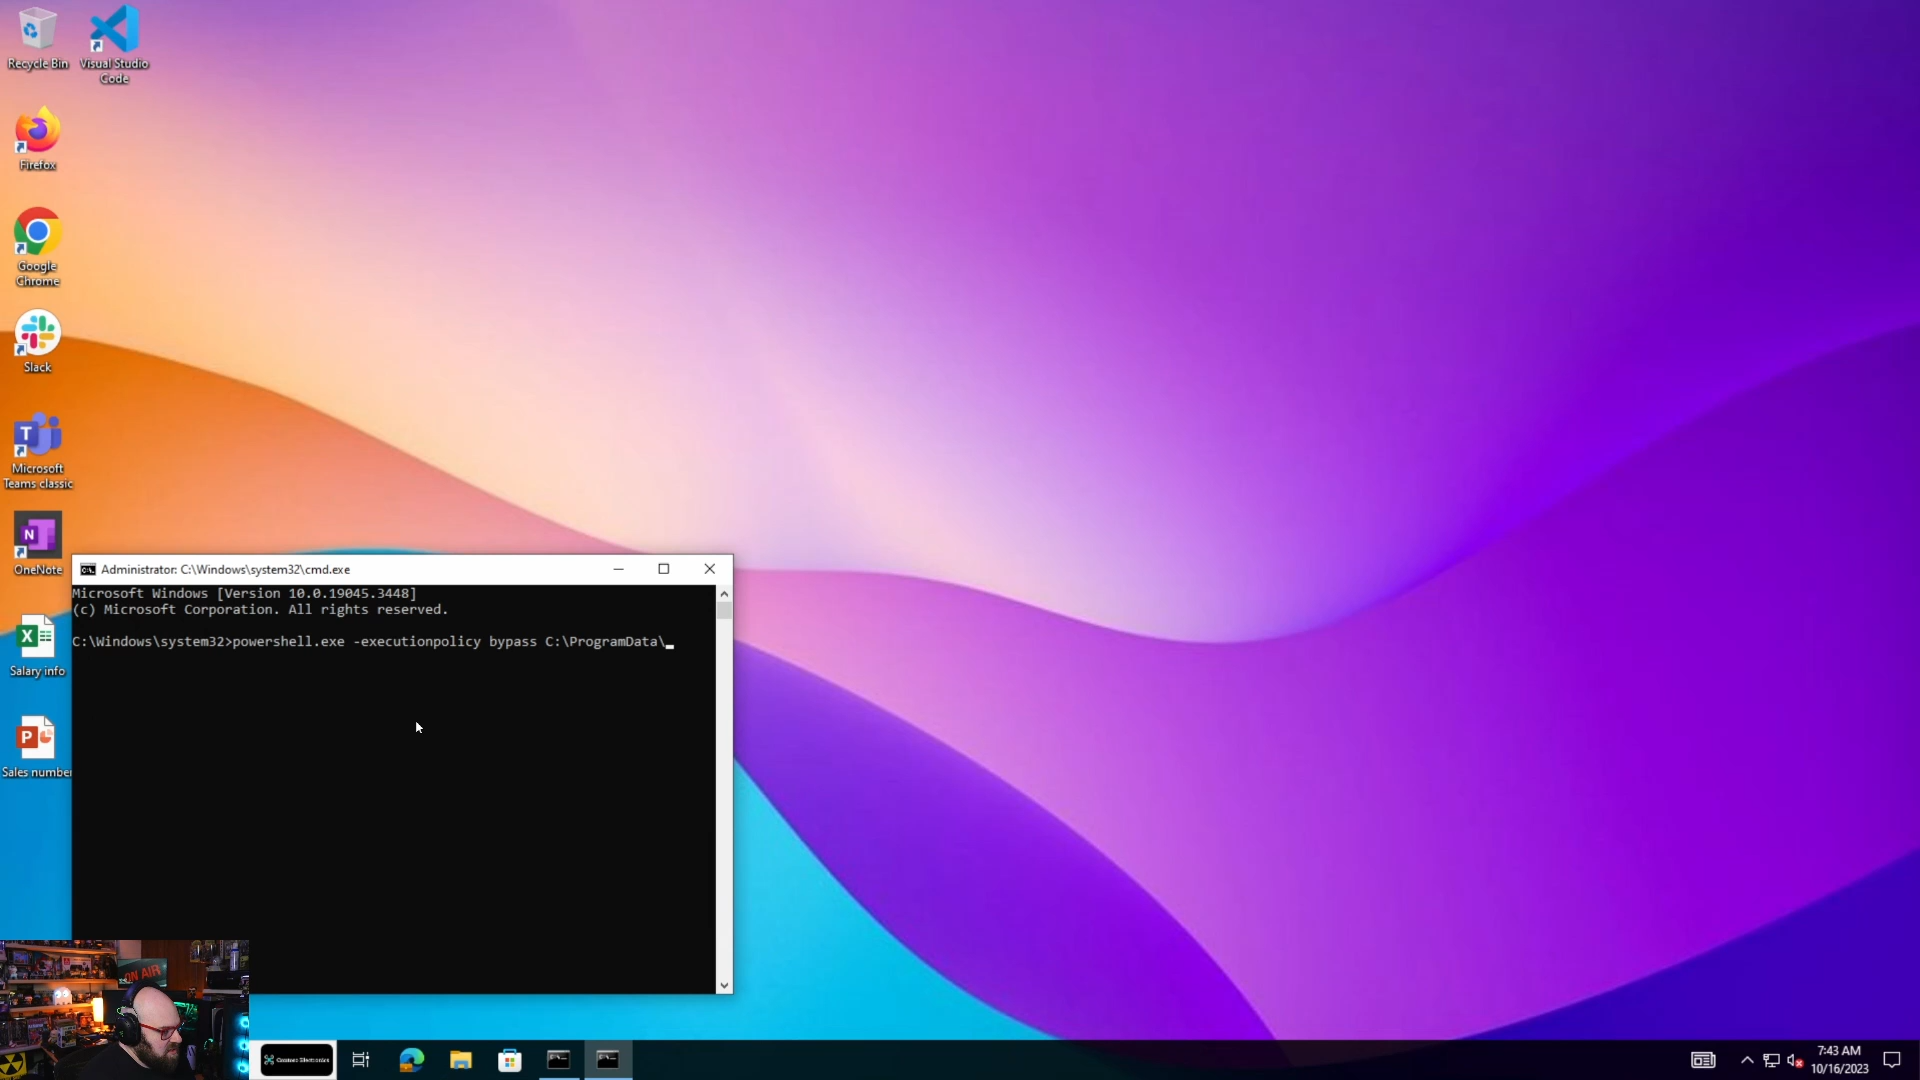 Recycle Bin
Visual Studio
Code
Firefox
Google
Chrome
Slack
Microsoft
Teams classic
OneNote
Salary info
Sales number
Administrator: C:\Windows\system32\cmd.exe
Microsoft Windows [Version 10.0.19045.3448]
(c) Microsoft Corporation. All rights reserved.
C:\Windows\system32>powershell.exe -executionpolicy bypass C:\ProgramData\_
ON AIR
Cosmos Electronics
7:43 AM
10/16/2023